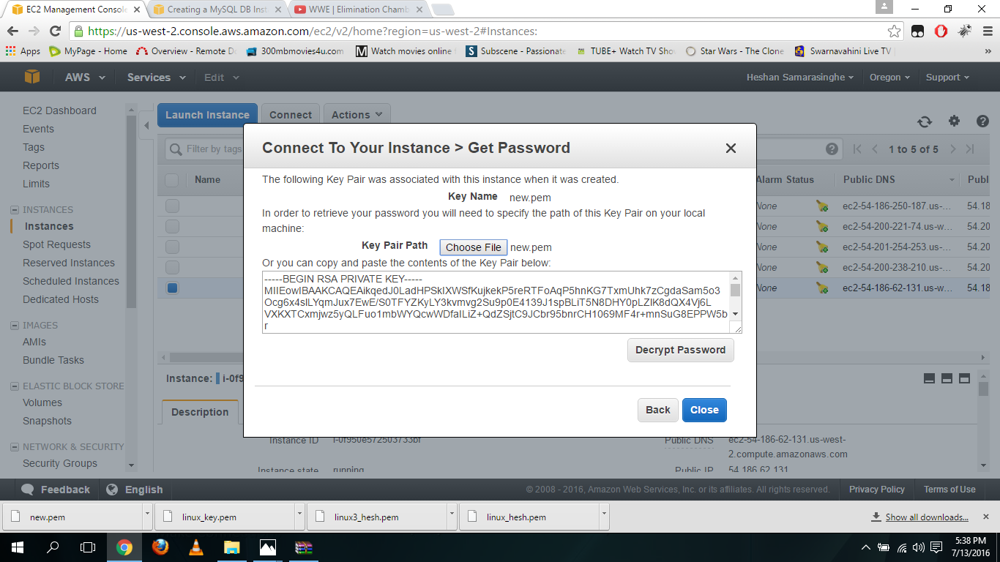 EC2 Management Conso
Creating a MySQL DB Inst
WWE | Elimination Chamb
https://us-west-2.console.aws.amazon.com/ec2/v2/home?region=us-west-2#Instances:
Apps
MyPage - Home
Overview - Remote D
300mbmovies4u.com
Watch movies online
Subscene - Passionate
TUBE+ Watch TV Sho
Star Wars - The Clone
Swarnavahini Live TV
»
AWS
Services
Edit
Heshan Samarasinghe
Oregon
Support
EC2 Dashboard
Events
Tags
Reports
Limits
INSTANCES
Instances
Spot Requests
Reserved Instances
Scheduled Instances
Dedicated Hosts
IMAGES
AMIs
Bundle Tasks
ELASTIC BLOCK STORE
Volumes
Snapshots
NETWORK & SECURITY
Security Groups
Launch Instance
Connect
Actions
Filter by tags
1 to 5 of 5
Name
Alarm Status
Public DNS
Publ
None
ec2-54-186-250-187.us-...
54.18
None
ec2-54-200-221-74.us-w...
54.20
None
ec2-54-201-254-253.us-...
54.20
None
ec2-54-200-238-210.us-...
54.20
None
ec2-54-186-62-131.us-w...
54.18
Connect To Your Instance > Get Password
The following Key Pair was associated with this instance when it was created.
Key Name new.pem
In order to retrieve your password you will need to specify the path of this Key Pair on your local
machine:
Key Pair Path Choose File new.pem
Or you can copy and paste the contents of the Key Pair below:
-----BEGIN RSA PRIVATE KEY-----
Decrypt Password
Back
Close
Instance:
i-0f9
Description
Instance ID
i-0f950e572503733bf
Public DNS
ec2-54-186-62-131.us-west-
2.compute.amazonaws.com
Instance state
running
Public IP
54.186.62.131
Feedback
English
© 2008 - 2016, Amazon Web Services, Inc. or its affiliates. All rights reserved.
Privacy Policy
Terms of Use
new.pem
linux_key.pem
linux3_hesh.pem
linux_hesh.pem
Show all downloads...
5:38 PM
7/13/2016